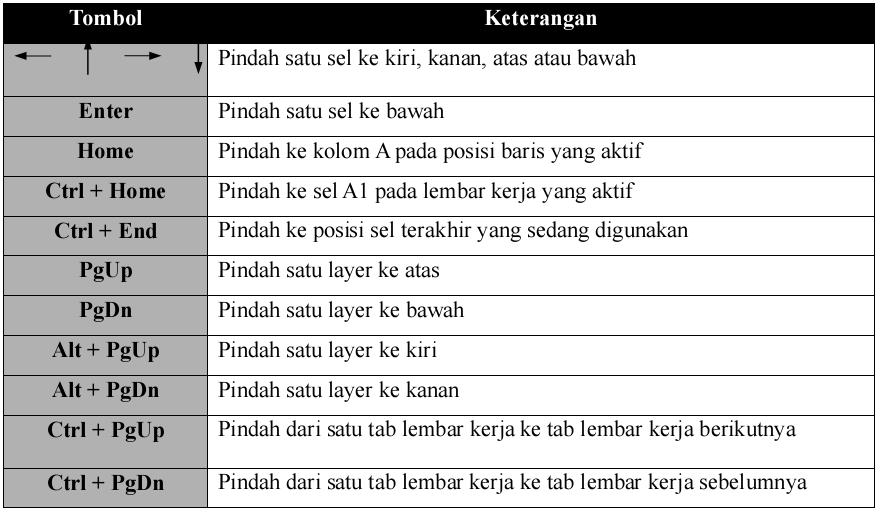 Tombol Keterangan
← ↑ → ↓ Pindah satu sel ke kiri, kanan, atas atau bawah
Enter Pindah satu sel ke bawah
Home Pindah ke kolom A pada posisi baris yang aktif
Ctrl + Home Pindah ke sel A1 pada lembar kerja yang aktif
Ctrl + End Pindah ke posisi sel terakhir yang sedang digunakan
PgUp Pindah satu layer ke atas
PgDn Pindah satu layer ke bawah
Alt + PgUp Pindah satu layer ke kiri
Alt + PgDn Pindah satu layer ke kanan
Ctrl + PgUp Pindah dari satu tab lembar kerja ke tab lembar kerja berikutnya
Ctrl + PgDn Pindah dari satu tab lembar kerja ke tab lembar kerja sebelumnya